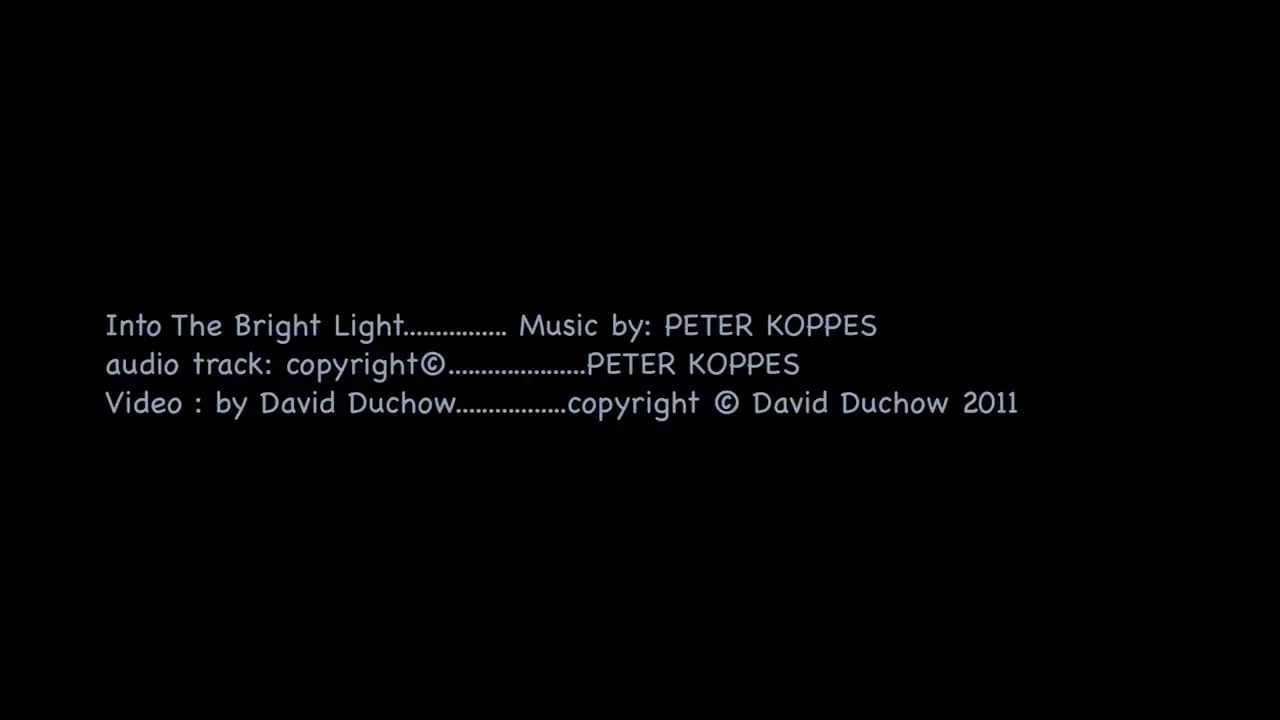 Into The Bright Light................ Music by: PETER KOPPES
audio track: copyright©.....................PETER KOPPES
Video : by David Duchow.................copyright © David Duchow 2011